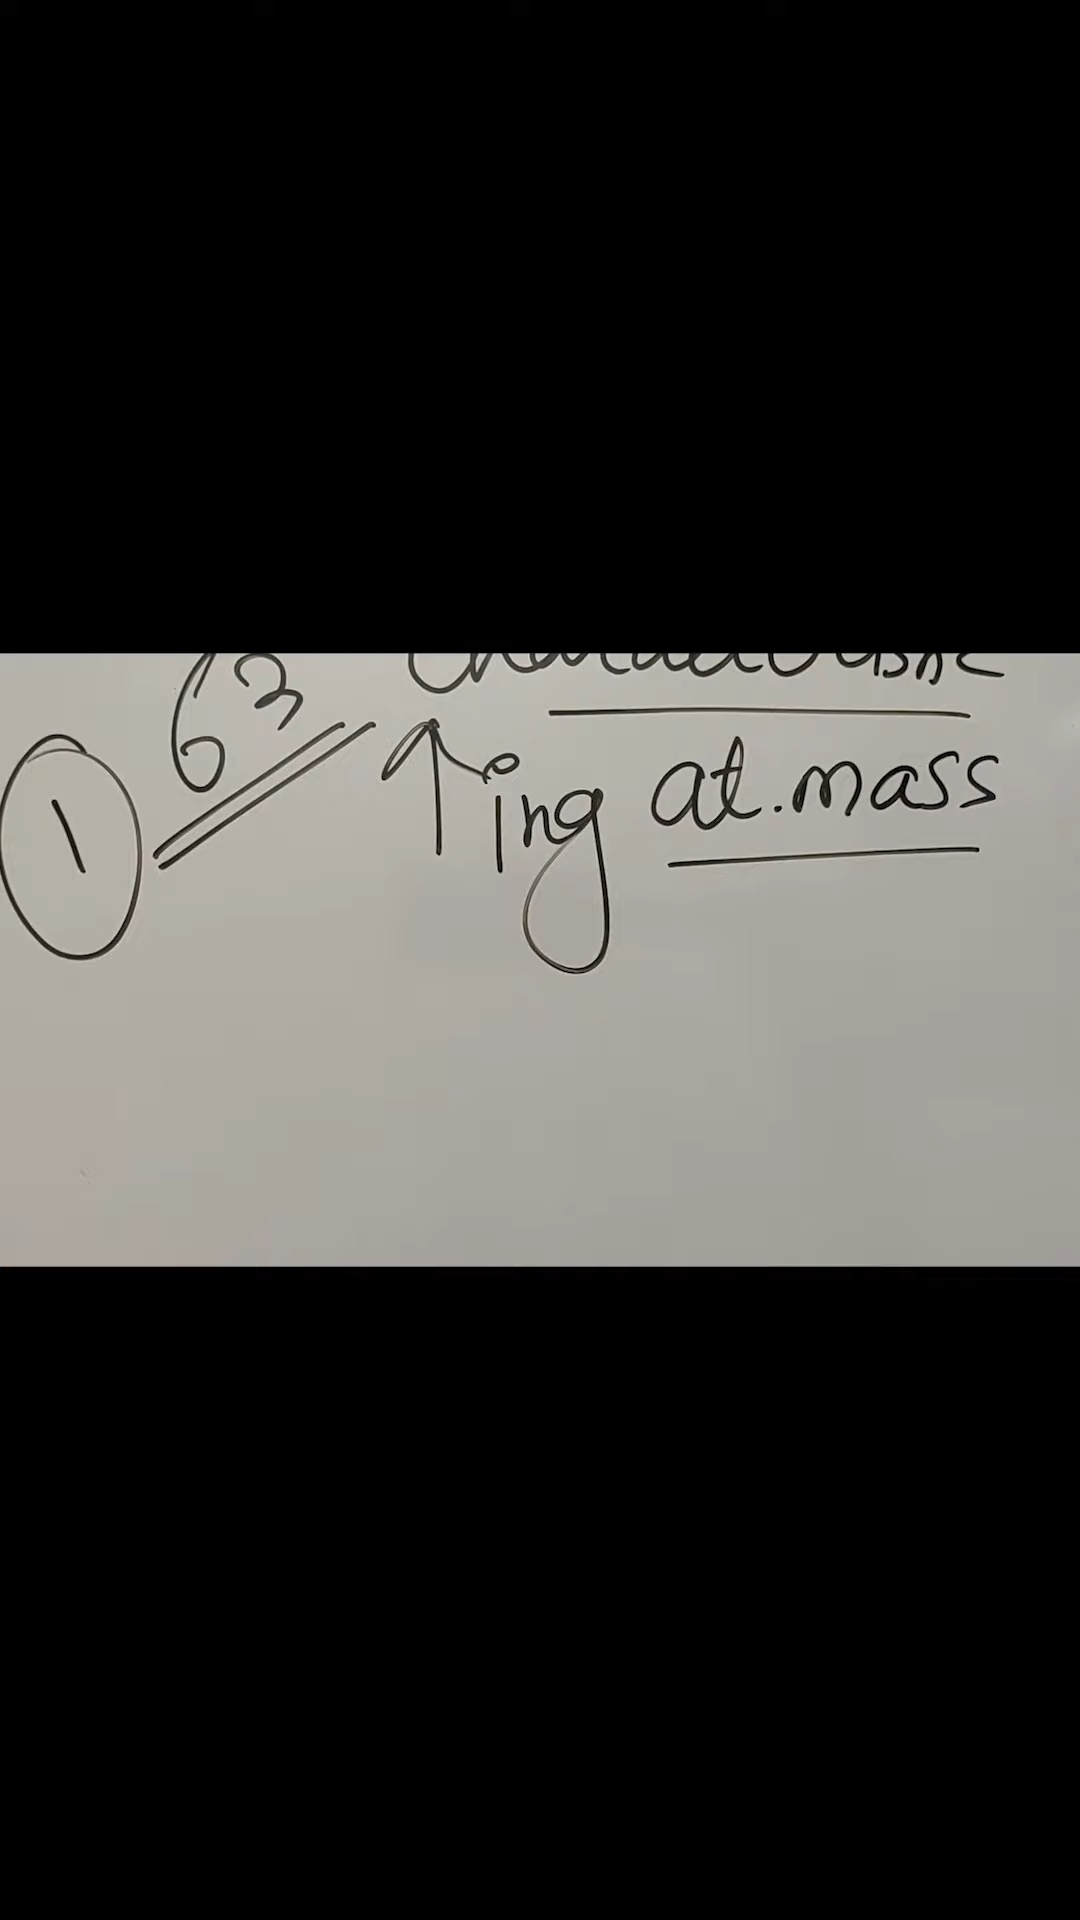 63
① ↑ing at.mass